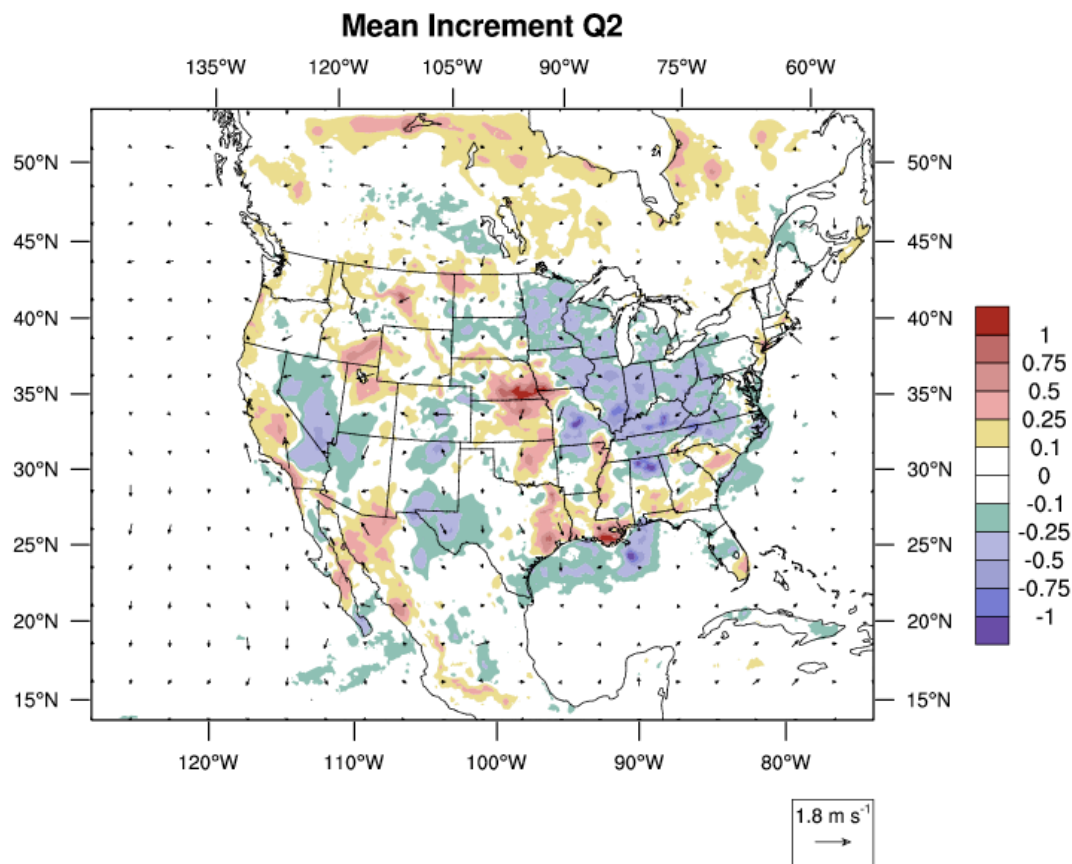 Mean Increment Q2
135°W 120°W 105°W 90°W 75°W 60°W
50°N 50°N
45°N 45°N
40°N 40°N
35°N 35°N
30°N 30°N
25°N 25°N
20°N 20°N
15°N 15°N
120°W 110°W 100°W 90°W 80°W
1
0.75
0.5
0.25
0.1
0
-0.1
-0.25
-0.5
-0.75
-1
1.8 m s⁻¹